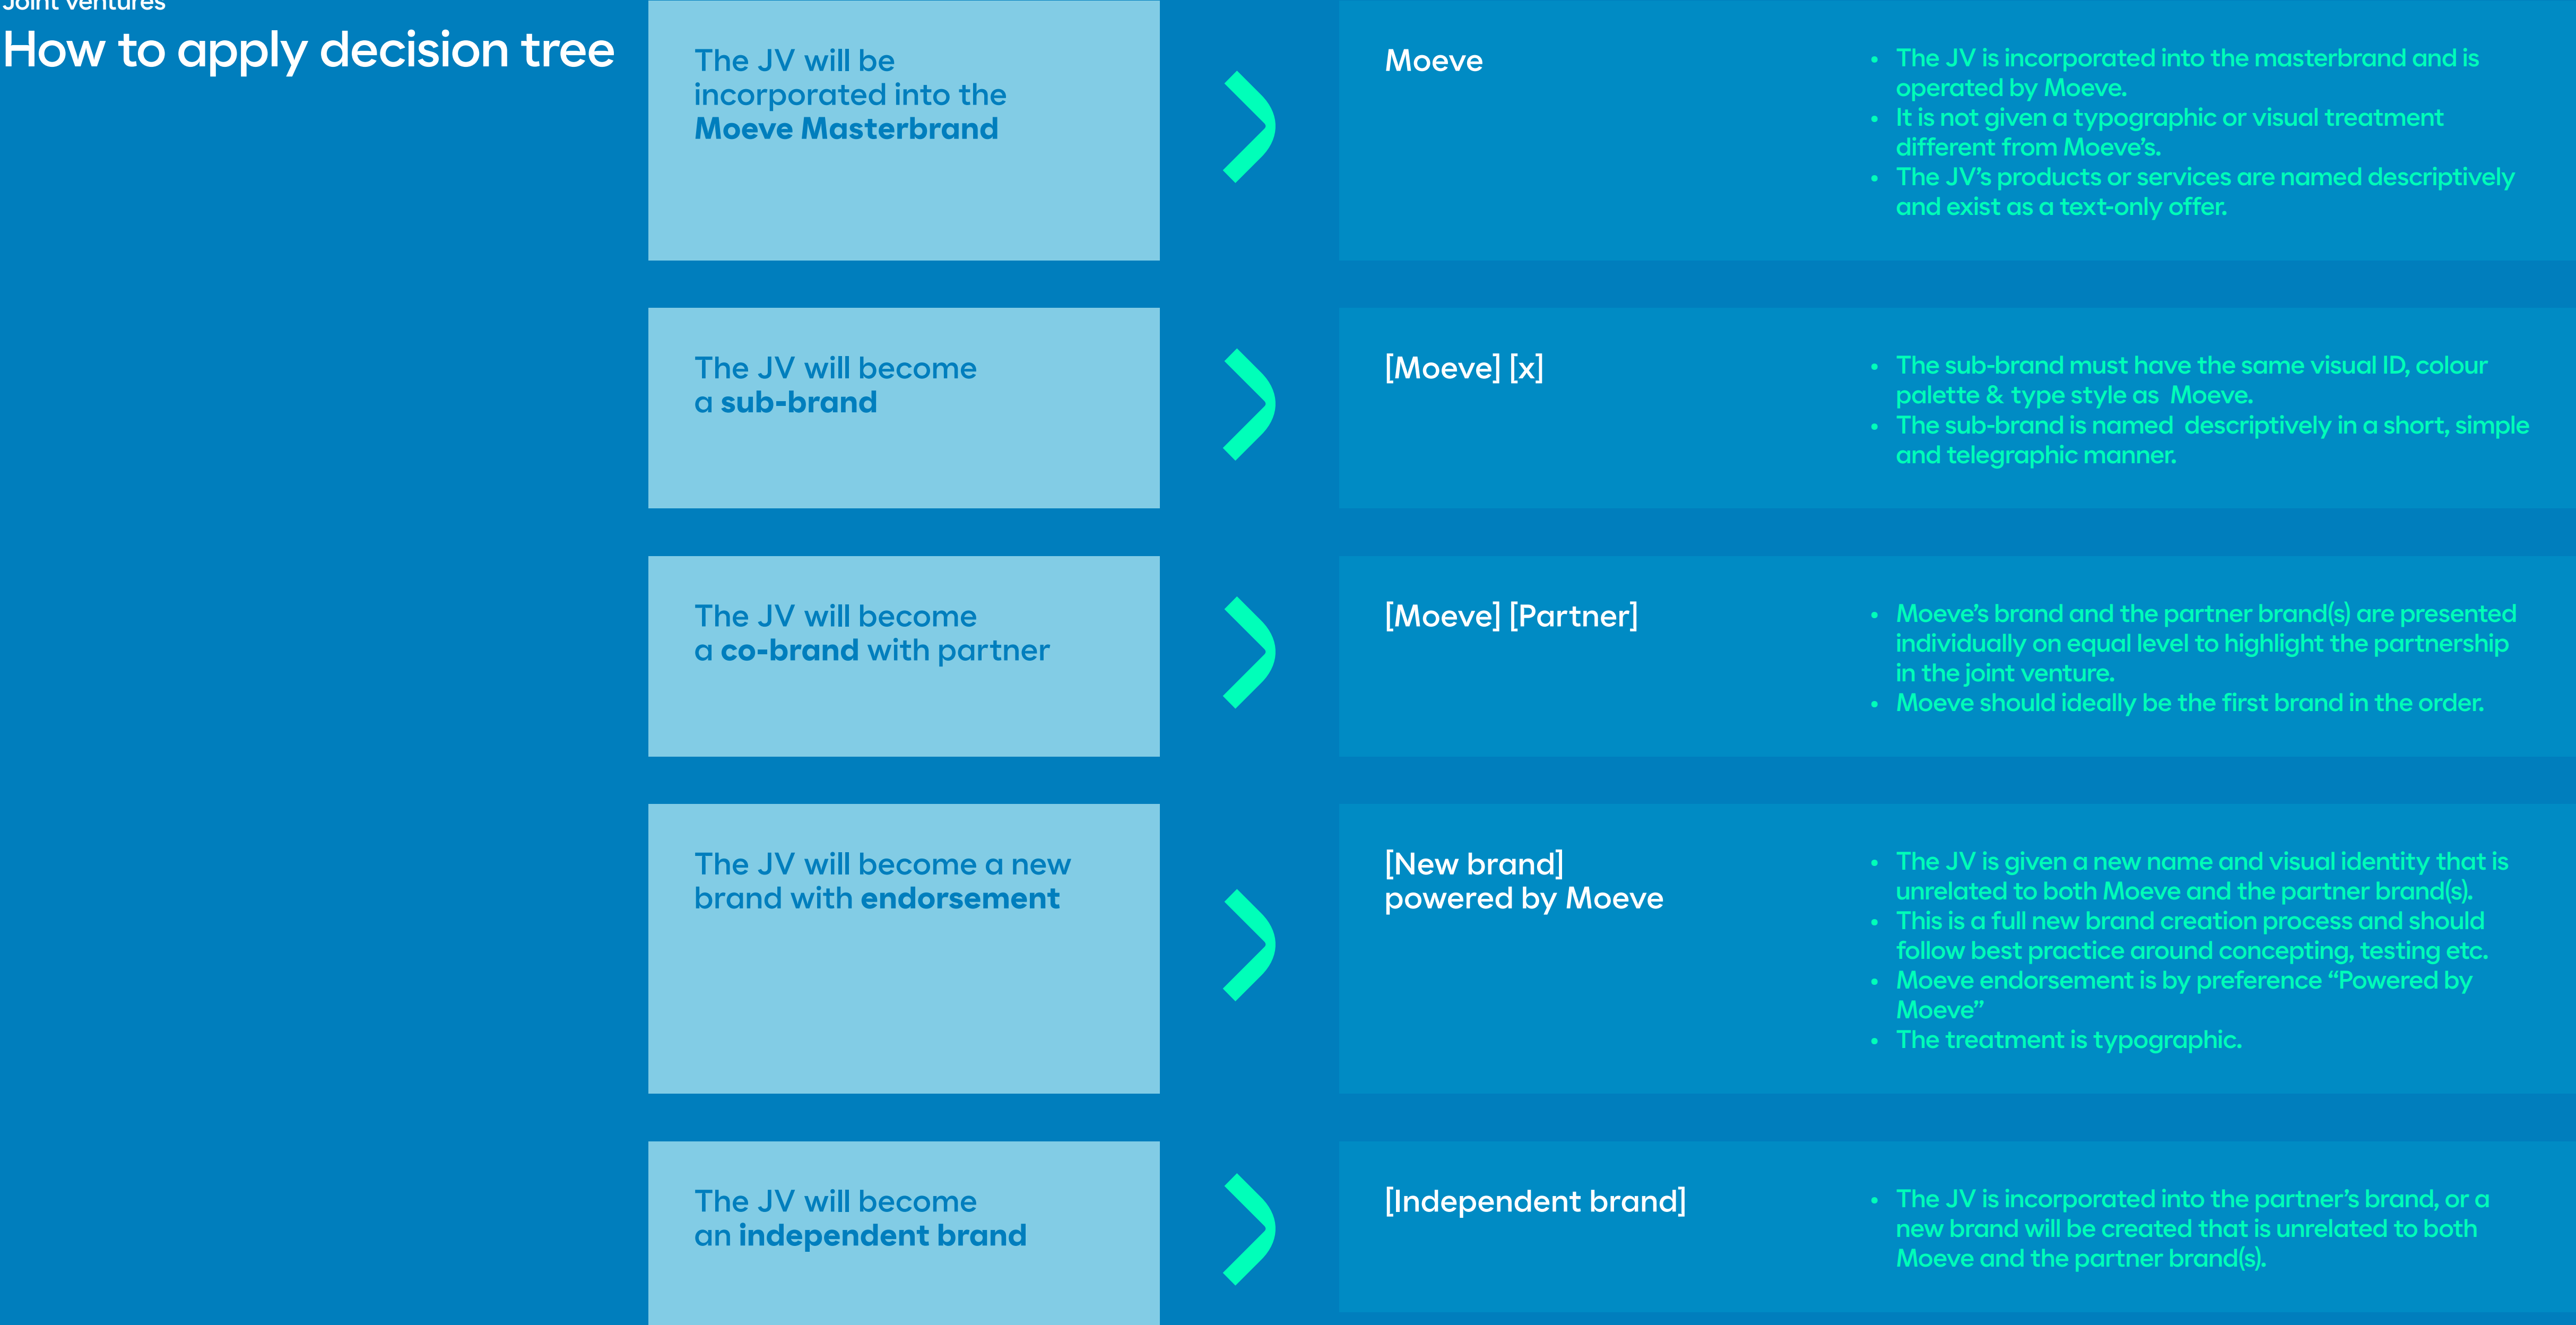 Joint ventures
How to apply decision tree
The JV will be
incorporated into the
Moeve Masterbrand
Moeve
• The JV is incorporated into the masterbrand and is
operated by Moeve.
• It is not given a typographic or visual treatment
different from Moeve’s.
• The JV’s products or services are named descriptively
and exist as a text-only offer.
The JV will become
a sub-brand
[Moeve] [x]
• The sub-brand must have the same visual ID, colour
palette & type style as  Moeve.
• The sub-brand is named  descriptively in a short, simple
and telegraphic manner.
The JV will become
a co-brand with partner
[Moeve] [Partner]
• Moeve’s brand and the partner brand(s) are presented
individually on equal level to highlight the partnership
in the joint venture.
• Moeve should ideally be the first brand in the order.
The JV will become a new
brand with endorsement
[New brand]
powered by Moeve
• The JV is given a new name and visual identity that is
unrelated to both Moeve and the partner brand(s).
• This is a full new brand creation process and should
follow best practice around concepting, testing etc.
• Moeve endorsement is by preference “Powered by
Moeve”
• The treatment is typographic.
The JV will become
an independent brand
[Independent brand]
• The JV is incorporated into the partner’s brand, or a
new brand will be created that is unrelated to both
Moeve and the partner brand(s).